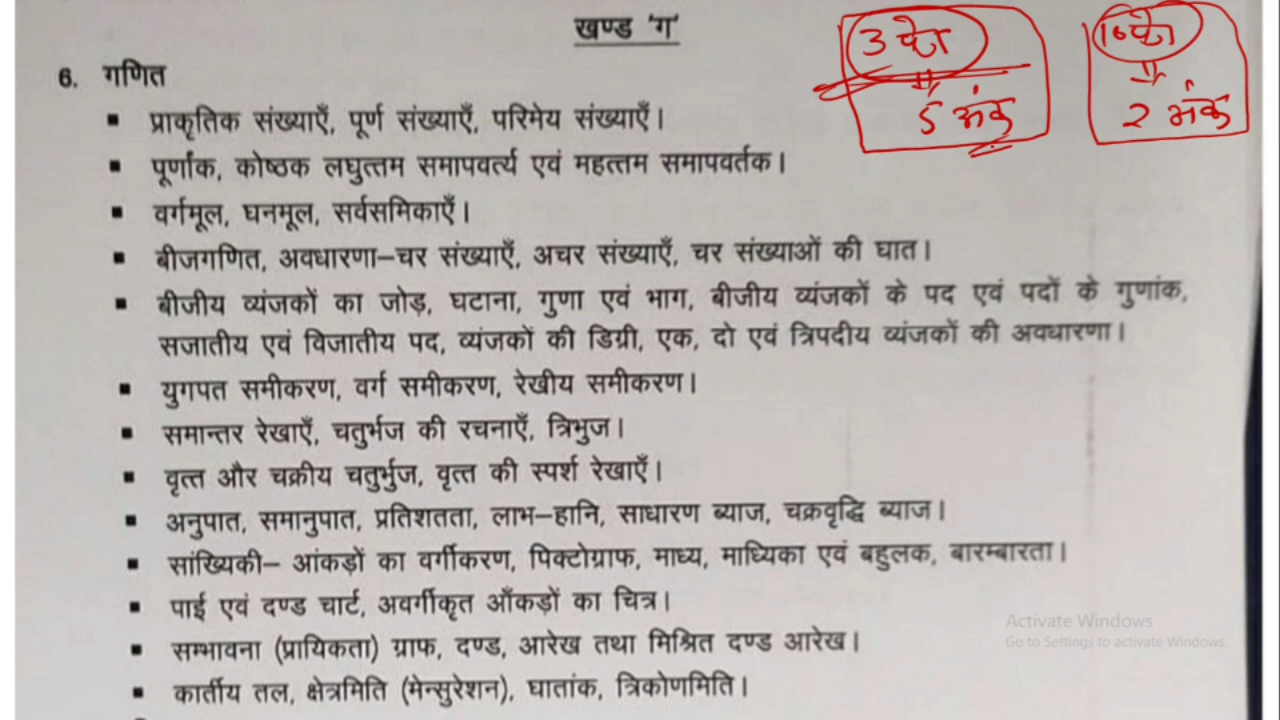 खण्ड 'ग'
3 पेज
5 अंक
2 अंक
6. गणित
▪ प्राकृतिक संख्याएँ, पूर्ण संख्याएँ, परिमेय संख्याएँ।
▪ पूर्णांक, कोष्ठक लघुत्तम समापवर्त्य एवं महत्तम समापवर्तक।
▪ वर्गमूल, घनमूल, सर्वसमिकाएँ।
▪ बीजगणित, अवधारणा–चर संख्याएँ, अचर संख्याएँ, चर संख्याओं की घात।
▪ बीजीय व्यंजकों का जोड़, घटाना, गुणा एवं भाग, बीजीय व्यंजकों के पद एवं पदों के गुणांक,
सजातीय एवं विजातीय पद, व्यंजकों की डिग्री, एक, दो एवं त्रिपदीय व्यंजकों की अवधारणा।
▪ युगपत समीकरण, वर्ग समीकरण, रेखीय समीकरण।
▪ समान्तर रेखाएँ, चतुर्भज की रचनाएँ, त्रिभुज।
▪ वृत्त और चक्रीय चतुर्भुज, वृत्त की स्पर्श रेखाएँ।
▪ अनुपात, समानुपात, प्रतिशतता, लाभ–हानि, साधारण ब्याज, चक्रवृद्धि ब्याज।
▪ सांख्यिकी– आंकड़ों का वर्गीकरण, पिक्टोग्राफ, माध्य, माध्यिका एवं बहुलक, बारम्बारता।
▪ पाई एवं दण्ड चार्ट, अवर्गीकृत आँकड़ों का चित्र।
▪ सम्भावना (प्रायिकता) ग्राफ, दण्ड, आरेख तथा मिश्रित दण्ड आरेख।
▪ कार्तीय तल, क्षेत्रमिति (मेन्सुरेशन), घातांक, त्रिकोणमिति।
Activate Windows
Go to Settings to activate Windows.